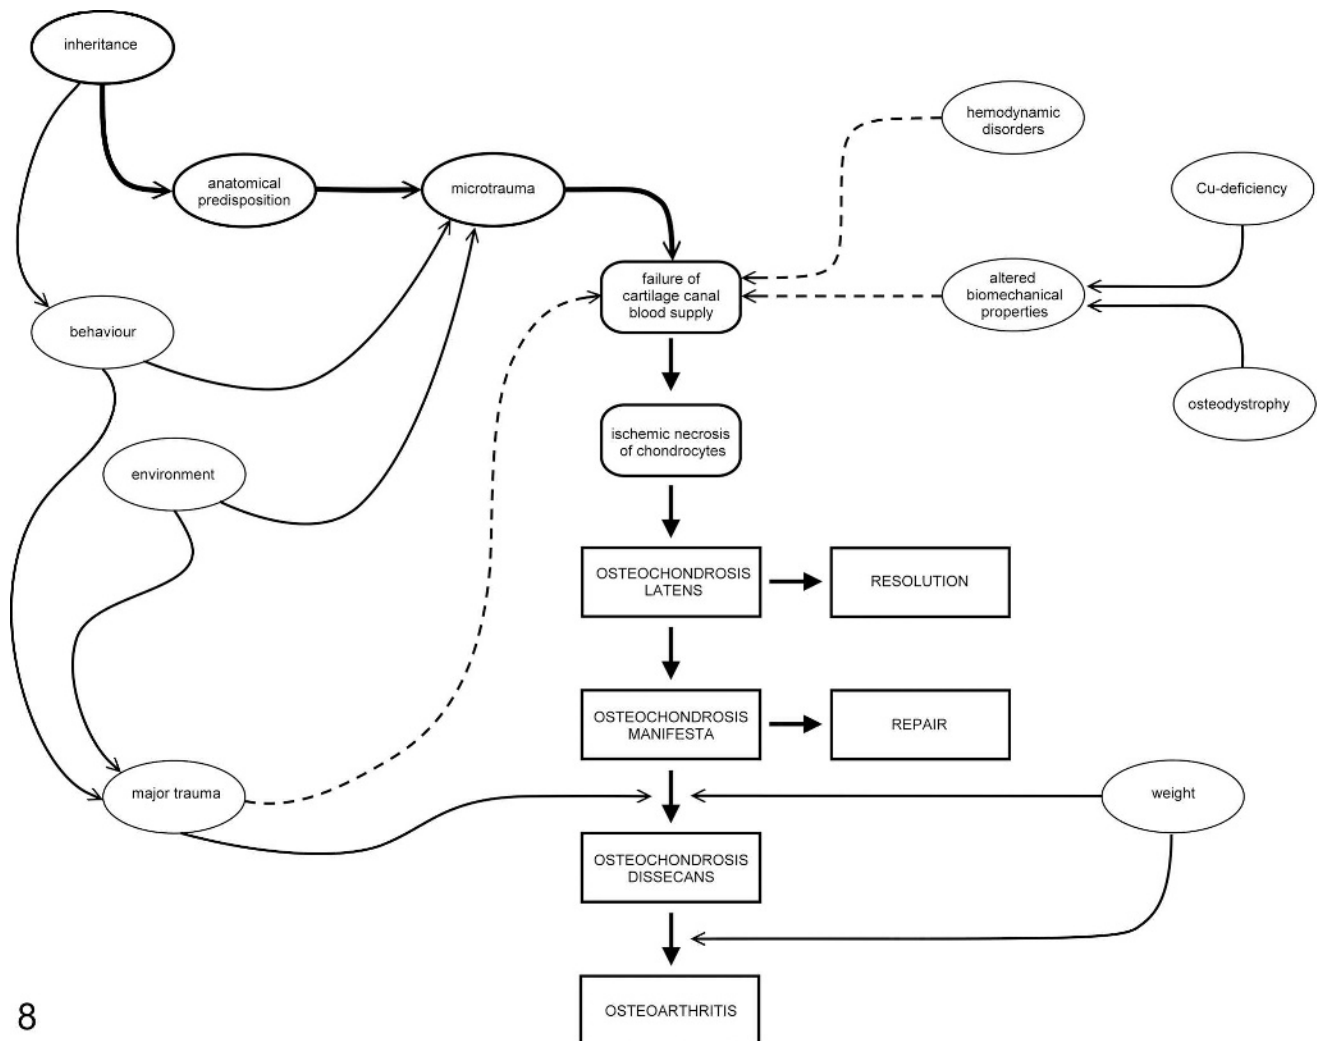 inheritance
hemodynamic
disorders
anatomical
predisposition
microtrauma
Cu-deficiency
failure of
cartilage canal
blood supply
altered
biomechanical
properties
behaviour
osteodystrophy
ischemic necrosis
of chondrocytes
environment
OSTEOCHONDROSIS
LATENS
RESOLUTION
OSTEOCHONDROSIS
MANIFESTA
REPAIR
major trauma
weight
OSTEOCHONDROSIS
DISSECANS
OSTEOARTHRITIS
8